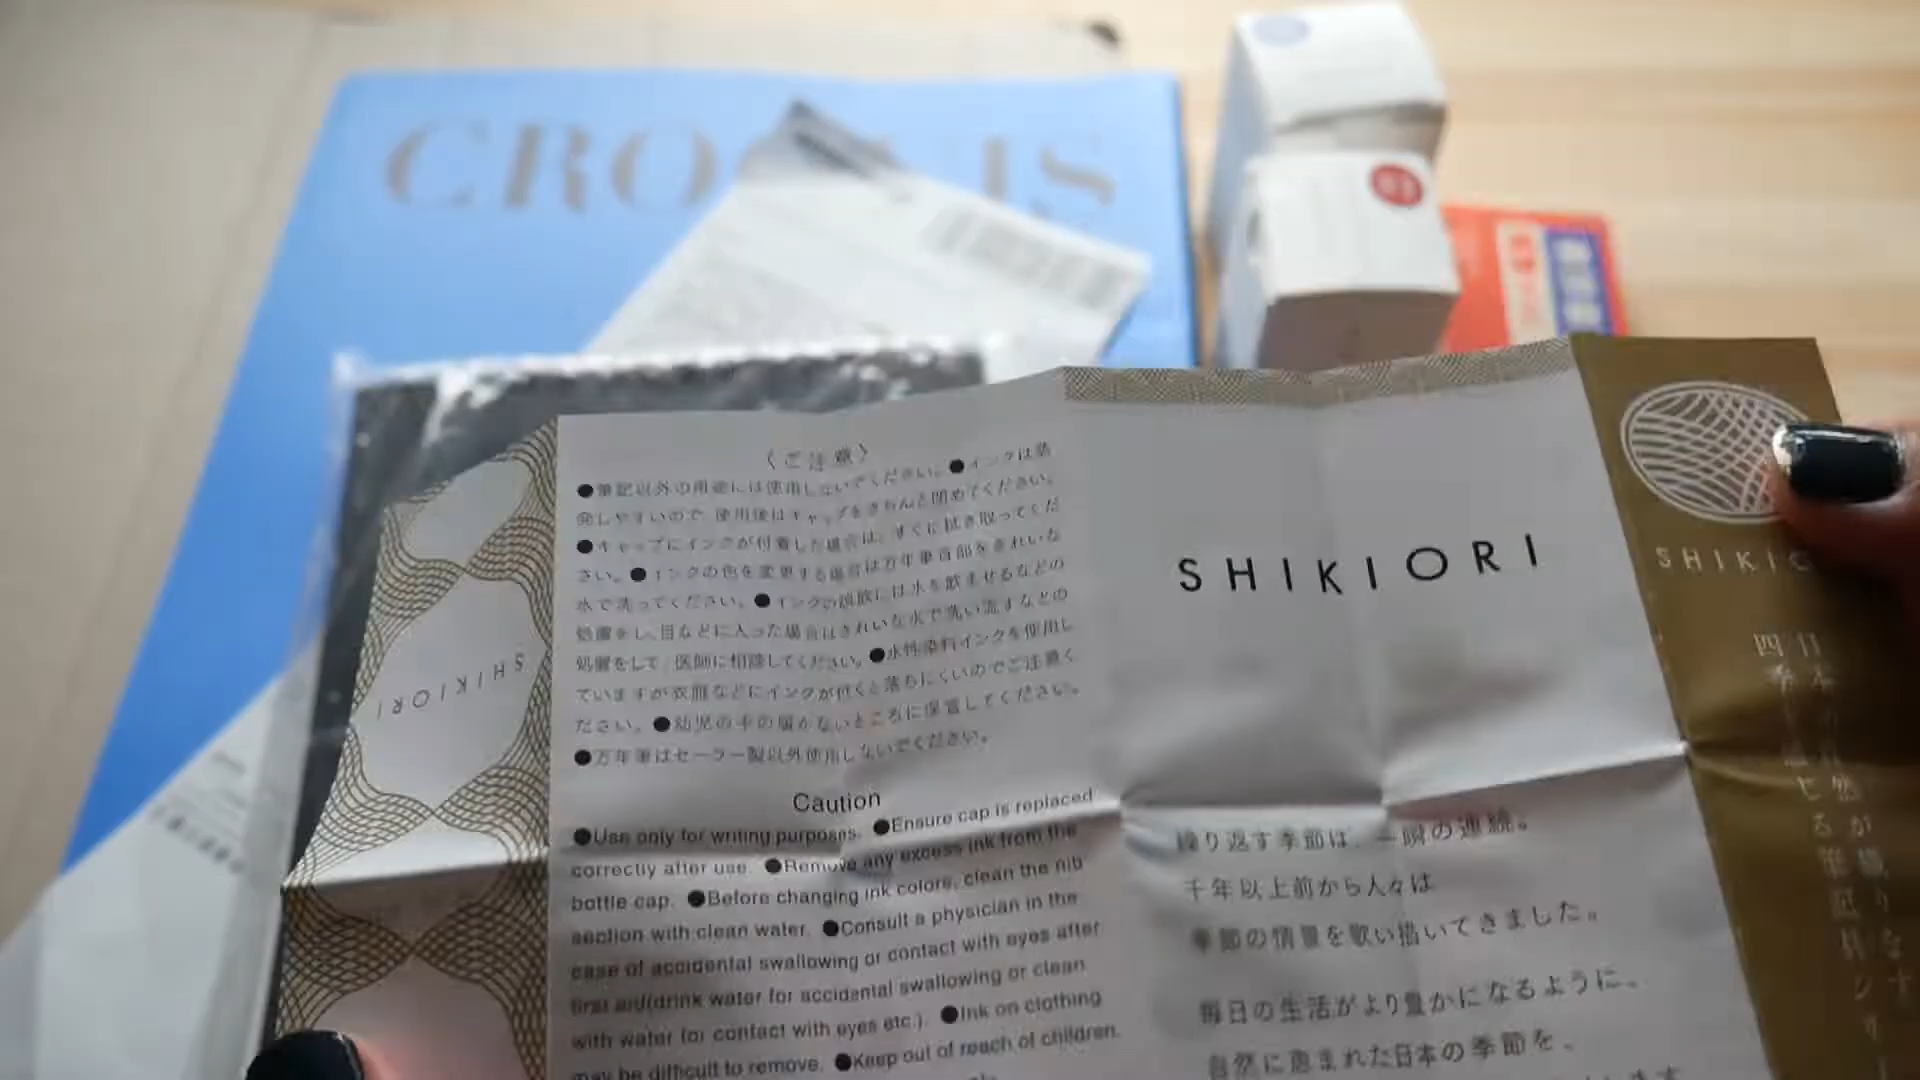 CRO
IS
〈ご注意〉
●筆記以外の用途には使用しないでください。●インクは蒸
発しやすいので、使用後はキャップをきちんと閉めてください。
●キャップにインクが付着した場合は、すぐに拭き取ってくだ
さい。●インクの色を変更する場合は万年筆首部をきれいな
水で洗ってください。●インクの誤飲には水を飲ませるなどの
処置をし、目などに入った場合はきれいな水で洗い流すなどの
処置をして、医師に相談してください。●水性染料インクを使用し
ていますが衣服などにインクが付くと落ちにくいのでご注意く
ださい。●幼児の手の届かないところに保管してください。
●万年筆はセーラー製以外使用しないでください。
Caution
●Use only for writing purposes. ●Ensure cap is replaced
correctly after use. ●Remove any excess ink from the
bottle cap. ●Before changing ink colors, clean the nib
section with clean water. ●Consult a physician in the
case of accidental swallowing or contact with eyes after
first aid(drink water for accidental swallowing or clean
with water for contact with eyes etc.). ●Ink on clothing
may be difficult to remove. ●Keep out of reach of children.
SHIKIORI
SHIKIORI
繰り返す季節は、一瞬の連続。
千年以上前から人々は
季節の情景を歌い描いてきました。
毎日の生活がより豊かになるように、
自然に恵まれた日本の季節を、
SHIKIO